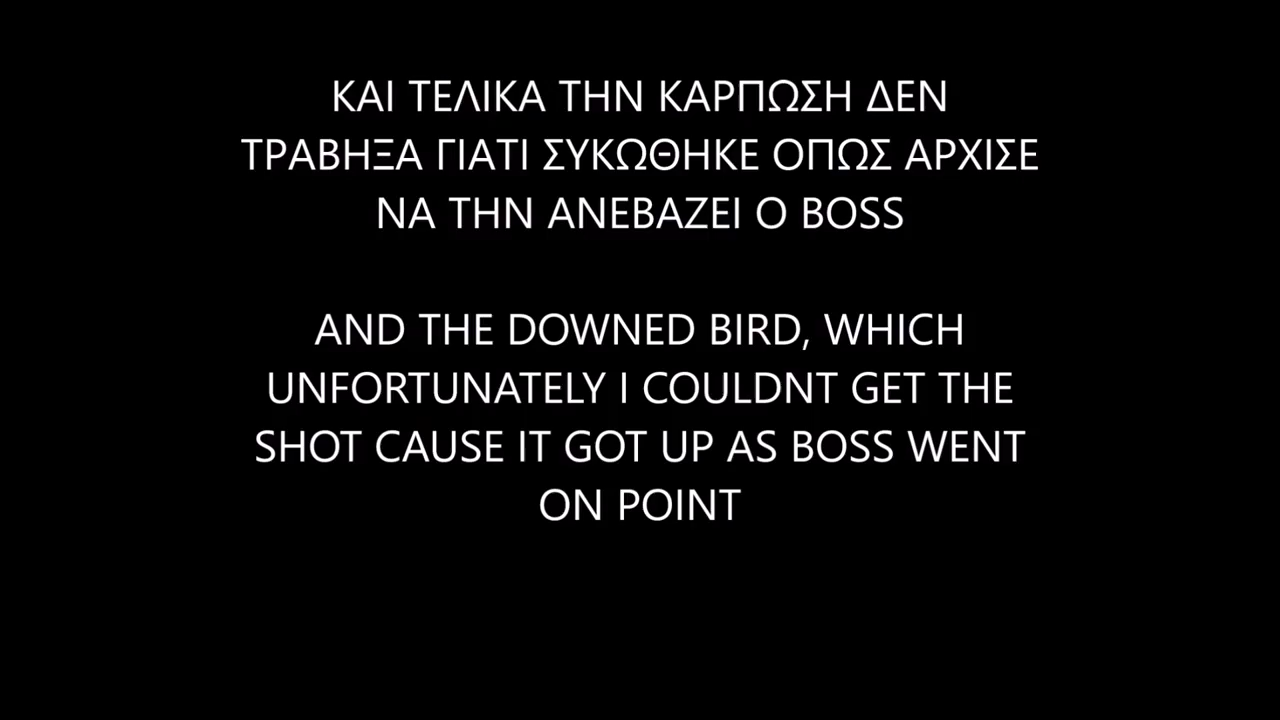 ΚΑΙ ΤΕΛΙΚΑ ΤΗΝ ΚΑΡΠΩΣΗ ΔΕΝ
ΤΡΑΒΗΞΑ ΓΙΑΤΙ ΣΥΚΩΘΗΚΕ ΟΠΩΣ ΑΡΧΙΣΕ
ΝΑ ΤΗΝ ΑΝΕΒΑΖΕΙ Ο BOSS
AND THE DOWNED BIRD, WHICH
UNFORTUNATELY I COULDNT GET THE
SHOT CAUSE IT GOT UP AS BOSS WENT
ON POINT